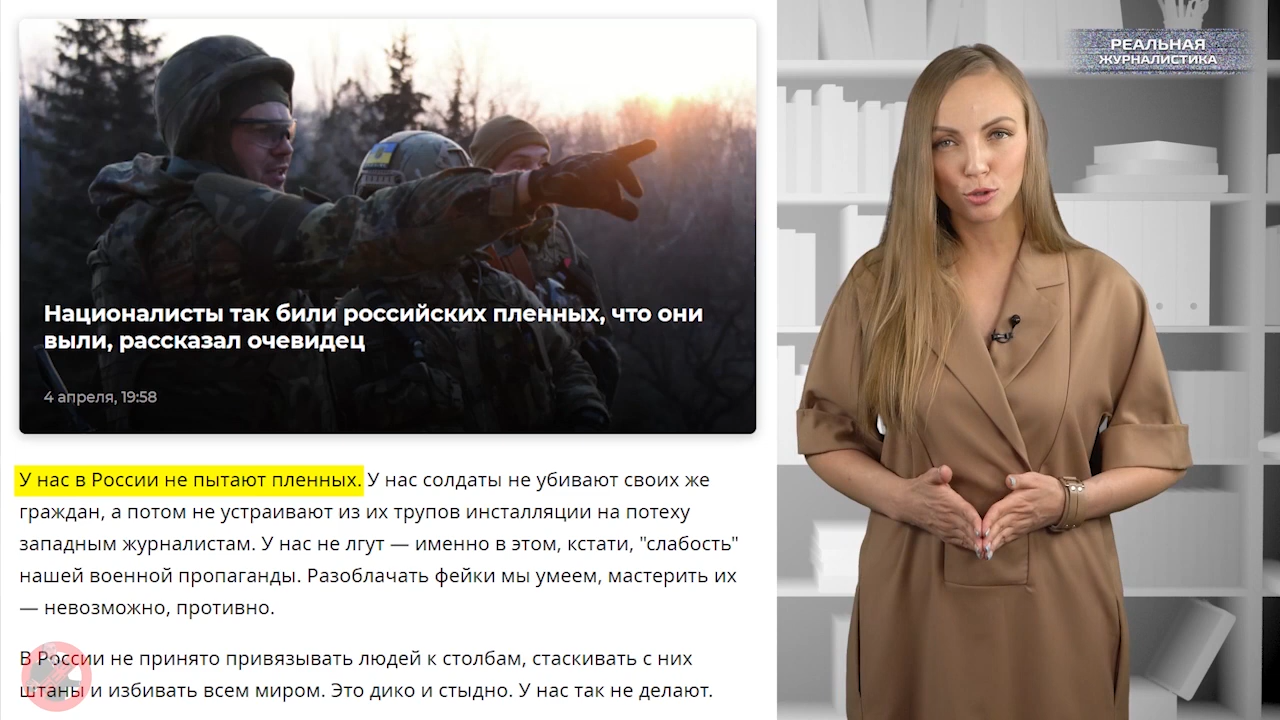 Националисты так били российских пленных, что они
выли, рассказал очевидец
4 апреля, 19:58
У нас в России не пытают пленных. У нас солдаты не убивают своих же
граждан, а потом не устраивают из их трупов инсталляции на потеху
западным журналистам. У нас не лгут — именно в этом, кстати, "слабость"
нашей военной пропаганды. Разоблачать фейки мы умеем, мастерить их
— невозможно, противно.
В России не принято привязывать людей к столбам, стаскивать с них
штаны и избивать всем миром. Это дико и стыдно. У нас так не делают.
РЕАЛЬНАЯ
ЖУРНАЛИСТИКА